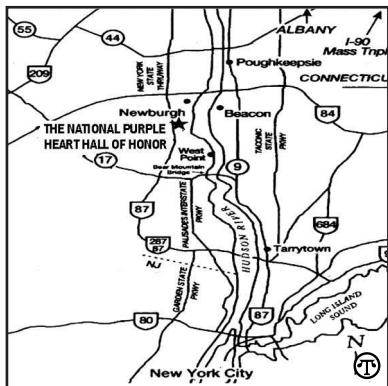 55
44
ALBANY
I-90
Mass Tnpk
209
NEW YORK
STATE
THRUWAY
Poughkeepsie
CONNECTICUT
Newburgh
Beacon
84
THE NATIONAL PURPLE
HEART HALL OF HONOR
TACONIC
STATE
PKWY
17
West
Point
Bear Mountain
Bridge
9
87
PALISADES INTERSTATE
PKWY
HUDSON RIVER
684
287
87
Tarrytown
NJ
GARDEN STATE
PKWY
LONG ISLAND
SOUND
80
87
9
N
New York City